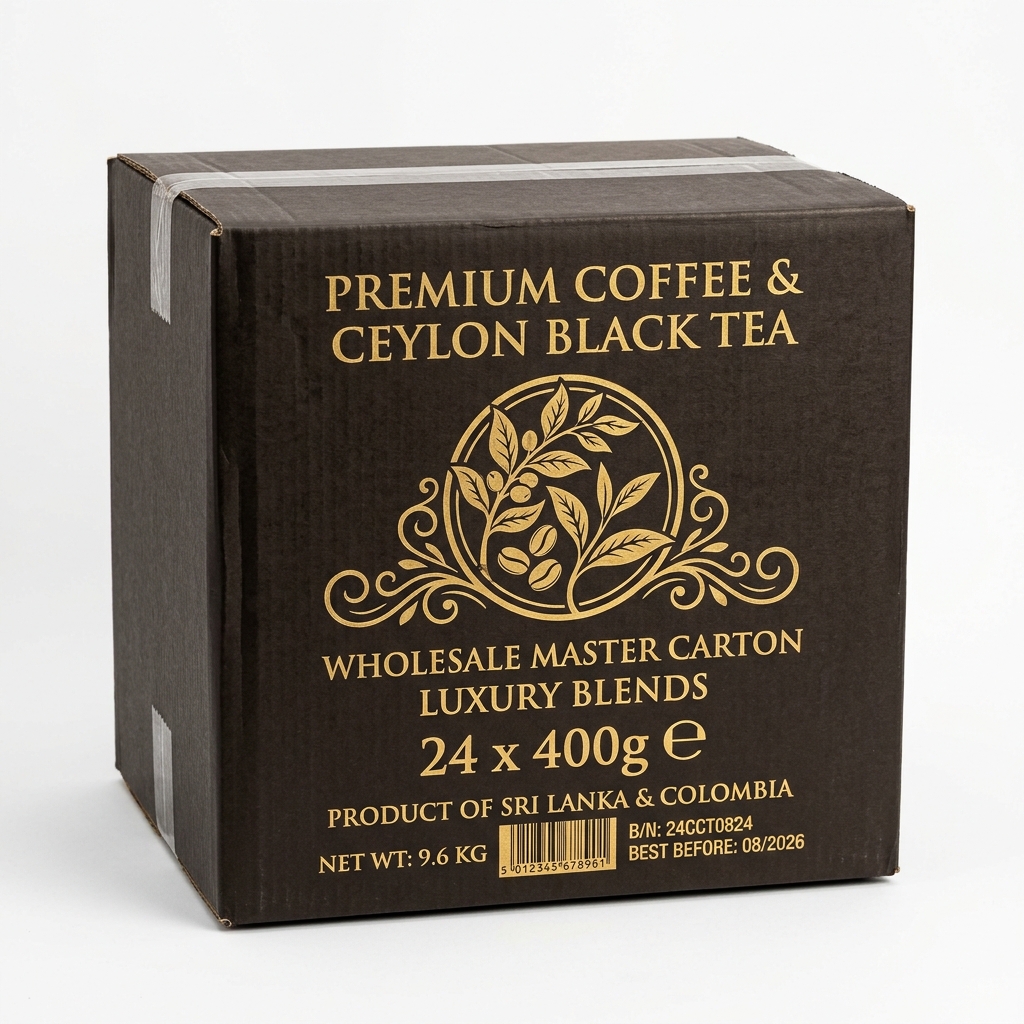 PREMIUM COFFEE &
CEYLON BLACK TEA
WHOLESALE MASTER CARTON
LUXURY BLENDS
24 x 400g ℮
PRODUCT OF SRI LANKA & COLOMBIA
NET WT: 9.6 KG
5 012345 678961
B/N: 24CCT0824
BEST BEFORE: 08/2026